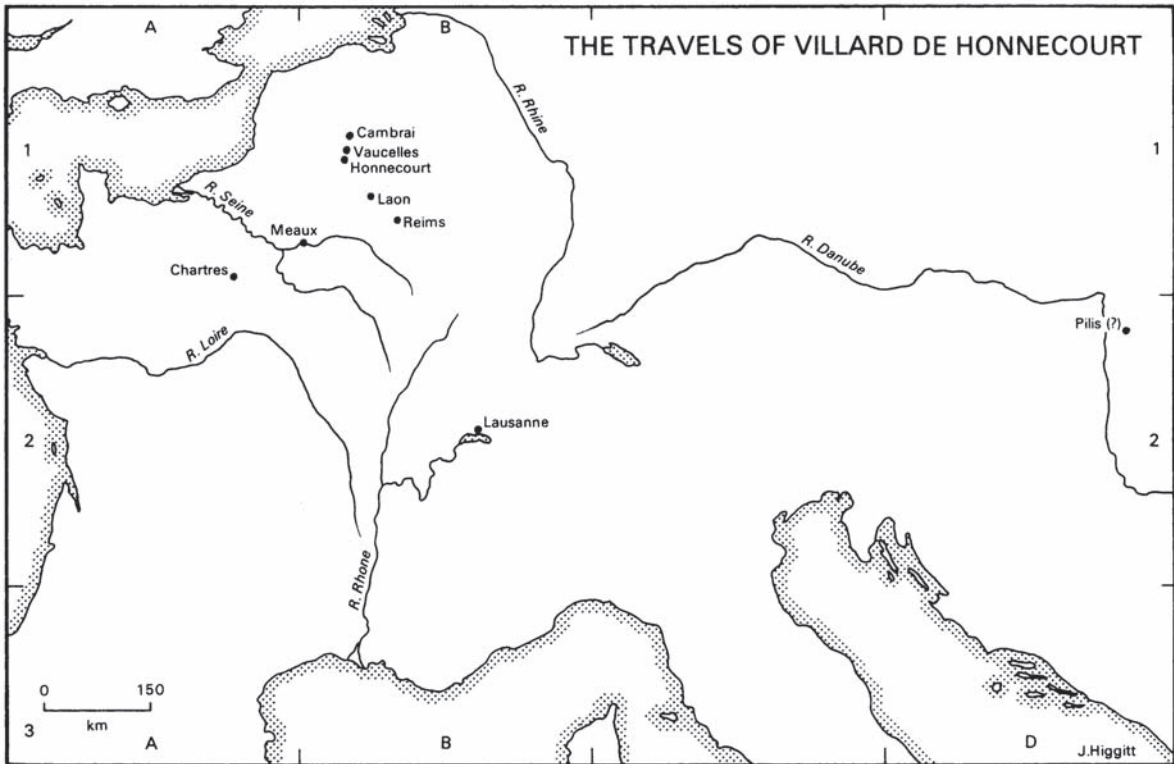 A
B
THE TRAVELS OF VILLARD DE HONNECOURT
R. Rhine
1
Cambrai
Vaucelles
Honnecourt
1
R. Seine
Laon
Reims
Meaux
Chartres
R. Danube
R. Loire
Pilis (?)
2
Lausanne
2
R. Rhone
0 150
km
3
A
B
D
J.Higgitt